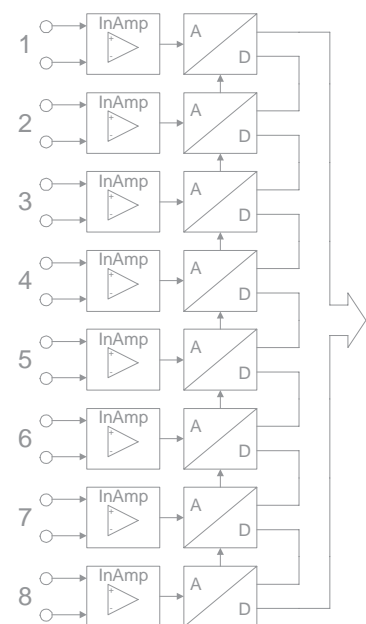 InAmp
1
+
-
A
D
InAmp
2
+
-
A
D
InAmp
3
+
-
A
D
InAmp
4
+
-
A
D
InAmp
5
+
-
A
D
InAmp
6
+
-
A
D
InAmp
7
+
-
A
D
InAmp
8
+
-
A
D